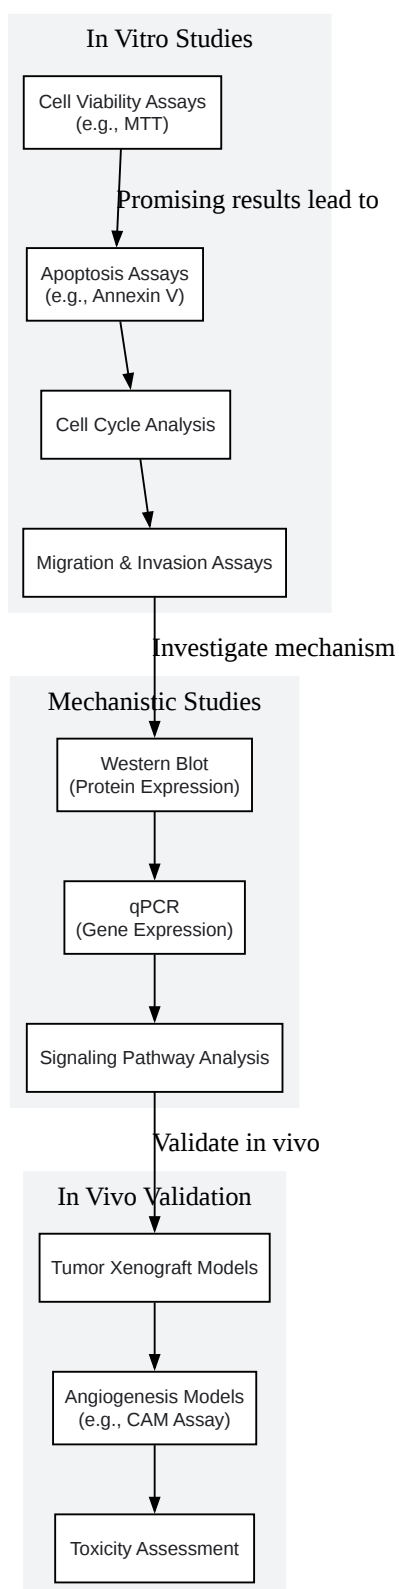 In Vitro Studies
Cell Viability Assays
(e.g., MTT)
Promising results lead to
Apoptosis Assays
(e.g., Annexin V)
Cell Cycle Analysis
Migration & Invasion Assays
Investigate mechanism
Mechanistic Studies
Western Blot
(Protein Expression)
qPCR
(Gene Expression)
Signaling Pathway Analysis
Validate in vivo
In Vivo Validation
Tumor Xenograft Models
Angiogenesis Models
(e.g., CAM Assay)
Toxicity Assessment